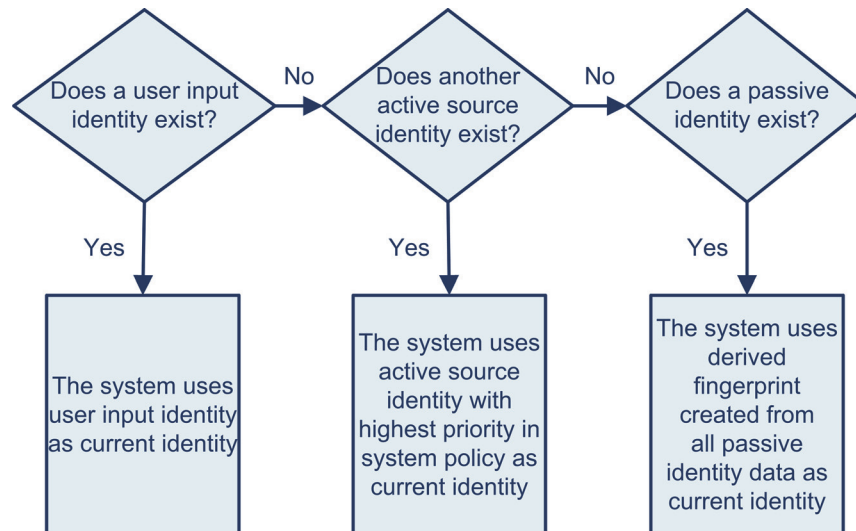 Does a user input
identity exist?
No
Does another
active source
identity exist?
No
Does a passive
identity exist?
Yes
Yes
Yes
The system uses
user input identity
as current identity
The system uses
active source
identity with
highest priority in
system policy as
current identity
The system uses
derived
fingerprint
created from
all passive
identity data as
current identity